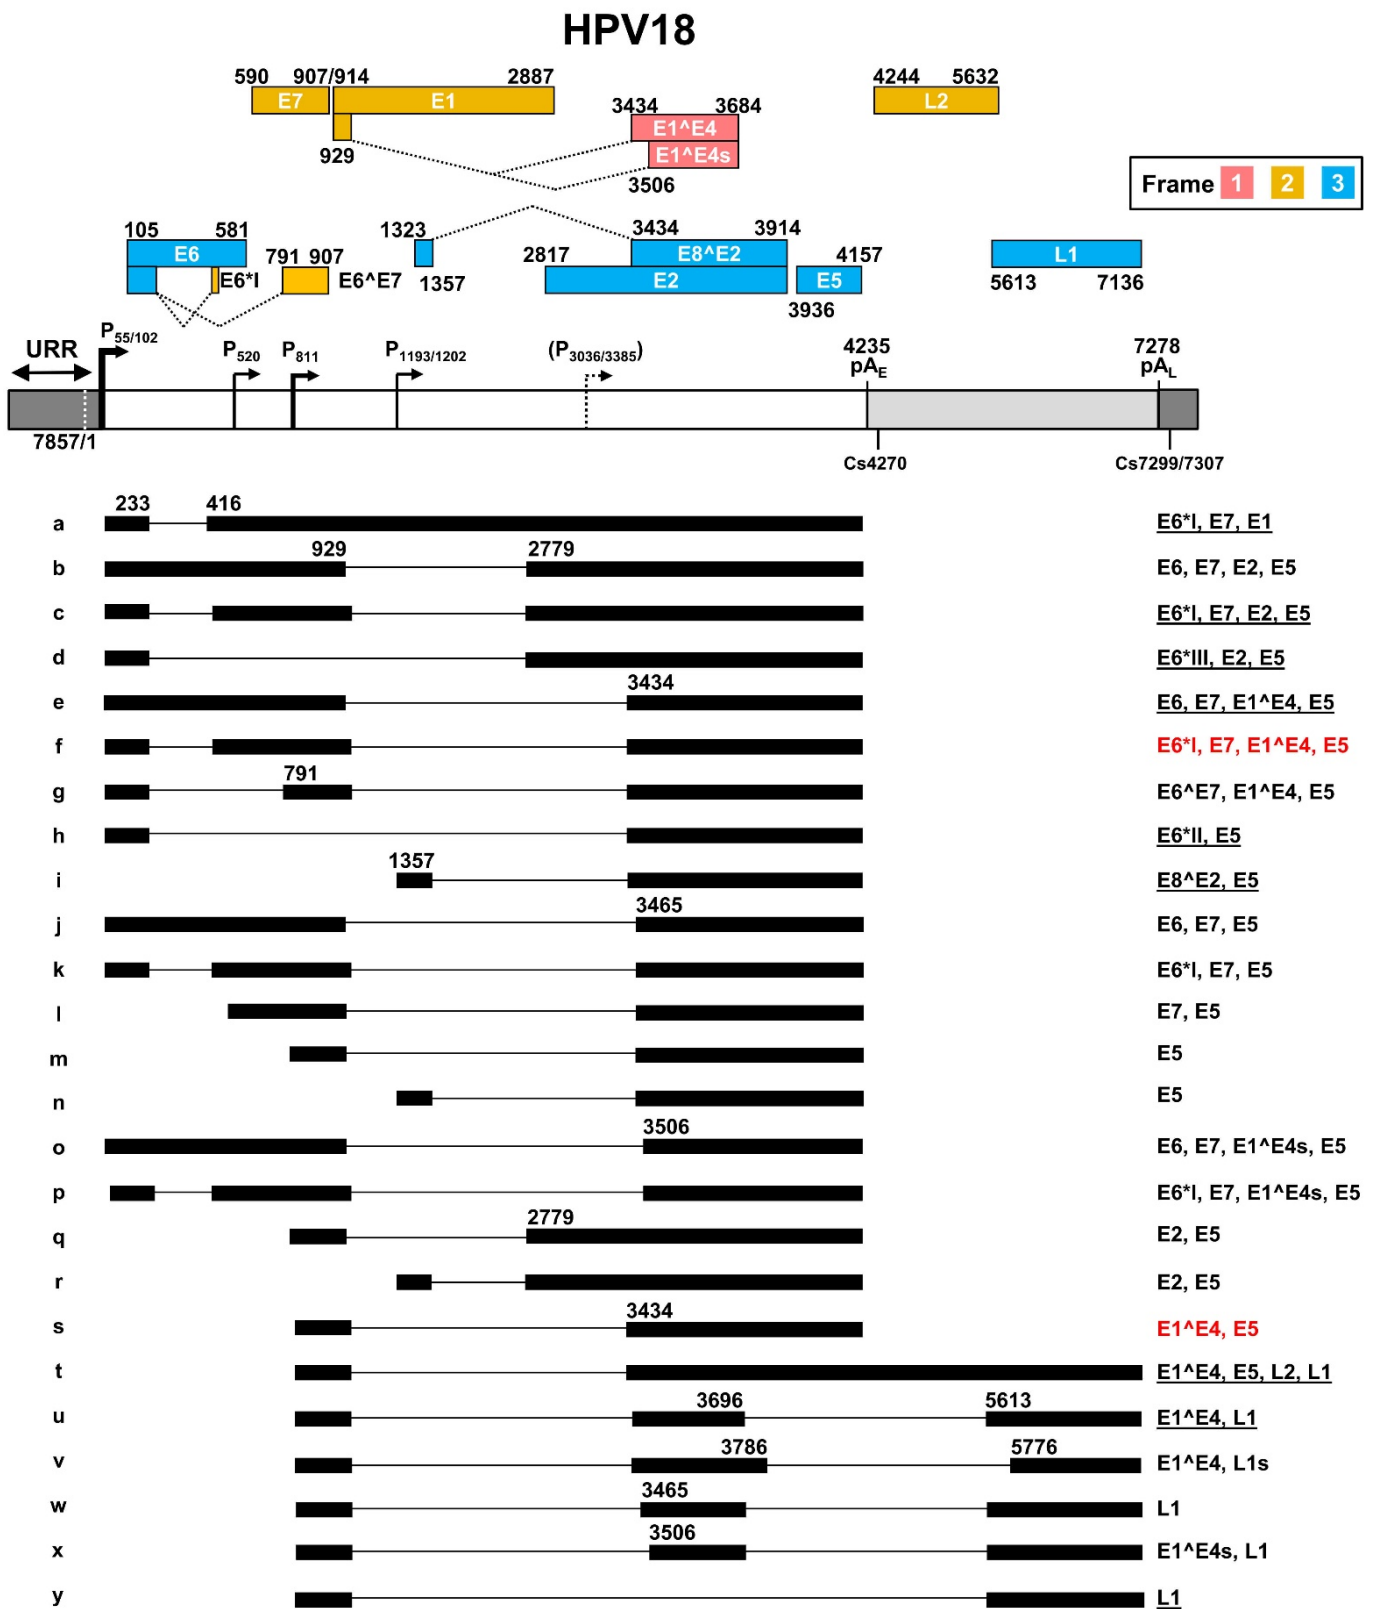 HPV18
590 907/914 2887 4244 5632
E7 E1 L2
3434 3684
E1^E4
E1^E4s
929
3506
Frame 1 2 3
105 581 1323 3434 3914
E6 791 907 E8^E2 L1
2817 4157
E6*I E6^E7 1357 E2 E5 5613 7136
3936
P55/102
URR P520 P811 P1193/1202 (P3036/3385) 4235 7278
pAE pAL
7857/1
Cs4270 Cs7299/7307
233 416
a E6*I, E7, E1
929 2779
b E6, E7, E2, E5
c E6*I, E7, E2, E5
d E6*III, E2, E5
3434
e E6, E7, E1^E4, E5
f E6*I, E7, E1^E4, E5
791
g E6^E7, E1^E4, E5
h E6*II, E5
1357
i E8^E2, E5
3465
j E6, E7, E5
k E6*I, E7, E5
l E7, E5
m E5
n E5
3506
o E6, E7, E1^E4s, E5
p E6*I, E7, E1^E4s, E5
2779
q E2, E5
r E2, E5
3434
s E1^E4, E5
t E1^E4, E5, L2, L1
3696 5613
u E1^E4, L1
3786 5776
v E1^E4, L1s
3465
w L1
3506
x E1^E4s, L1
y L1